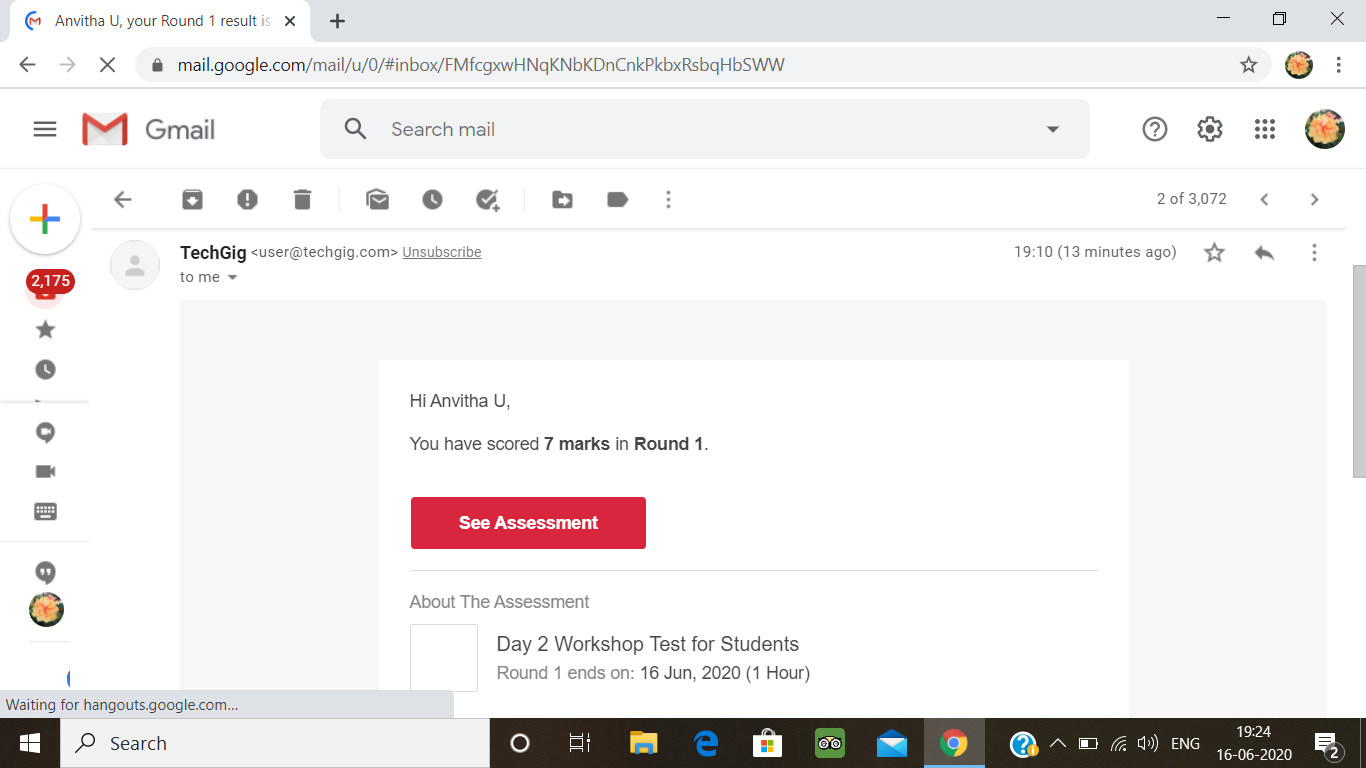 Anvitha U, your Round 1 result is
mail.google.com/mail/u/0/#inbox/FMfcgxwHNqKNbKDnCnkPkbxRsbqHbSWW
Gmail
Search mail
2 of 3,072
TechGig <user@techgig.com> Unsubscribe
19:10 (13 minutes ago)
to me
2,175
Hi Anvitha U,
You have scored 7 marks in Round 1.
See Assessment
About The Assessment
Day 2 Workshop Test for Students
Round 1 ends on: 16 Jun, 2020 (1 Hour)
Waiting for hangouts.google.com...
Search
ENG
19:24
16-06-2020
2